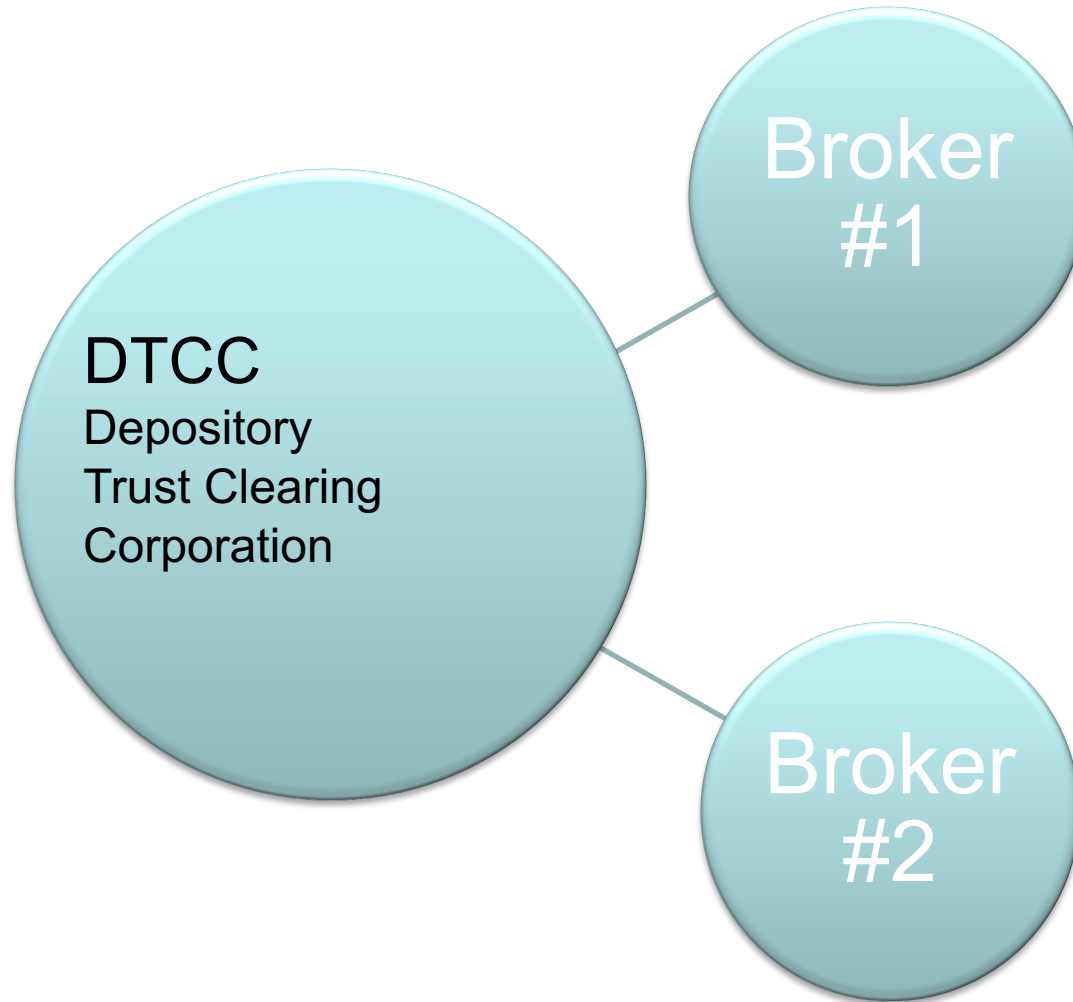 DTCC
Depository
Trust Clearing
Corporation
Broker
#1
Broker
#2